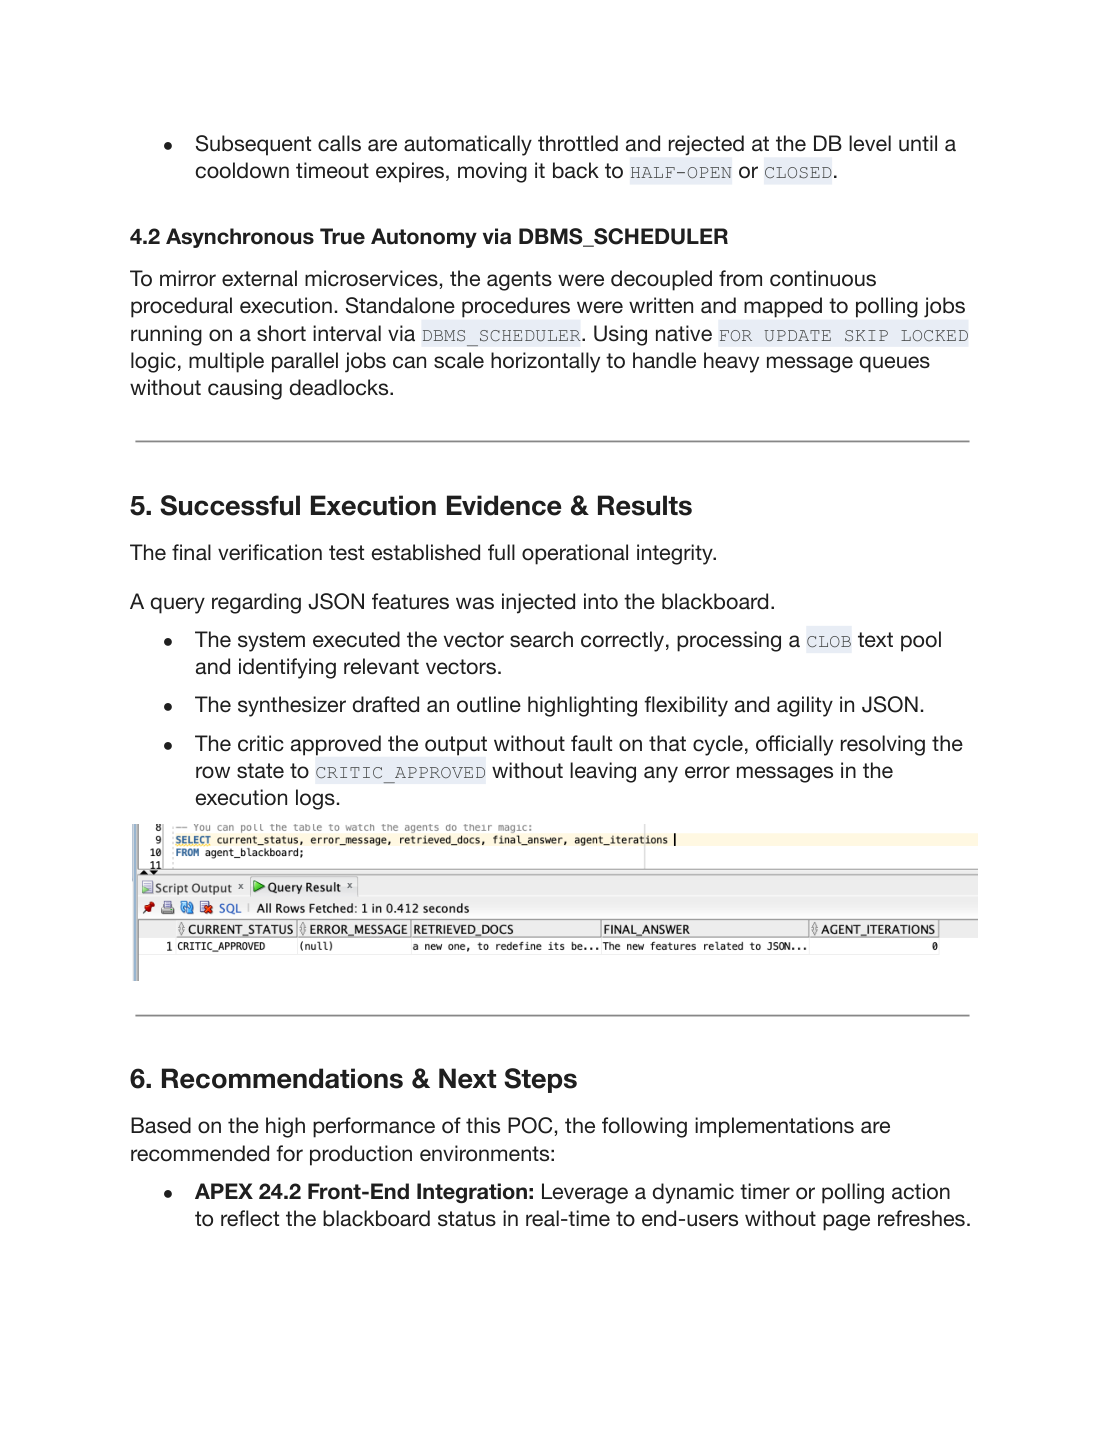 • Subsequent calls are automatically throttled and rejected at the DB level until a
cooldown timeout expires, moving it back to HALF-OPEN or CLOSED.
4.2 Asynchronous True Autonomy via DBMS_SCHEDULER
To mirror external microservices, the agents were decoupled from continuous
procedural execution. Standalone procedures were written and mapped to polling jobs
running on a short interval via DBMS_SCHEDULER. Using native FOR UPDATE SKIP LOCKED
logic, multiple parallel jobs can scale horizontally to handle heavy message queues
without causing deadlocks.
5. Successful Execution Evidence & Results
The final verification test established full operational integrity.
A query regarding JSON features was injected into the blackboard.
• The system executed the vector search correctly, processing a CLOB text pool
and identifying relevant vectors.
• The synthesizer drafted an outline highlighting flexibility and agility in JSON.
• The critic approved the output without fault on that cycle, officially resolving the
row state to CRITIC_APPROVED without leaving any error messages in the
execution logs.
8 -- You can poll the table to watch the agents do their magic:
9 SELECT current_status, error_message, retrieved_docs, final_answer, agent_iterations
10 FROM agent_blackboard;
11
Script Output x Query Result x
SQL | All Rows Fetched: 1 in 0.412 seconds
CURRENT_STATUS ERROR_MESSAGE RETRIEVED_DOCS FINAL_ANSWER AGENT_ITERATIONS
1 CRITIC_APPROVED (null) a new one, to redefine its be... The new features related to JSON... 0
6. Recommendations & Next Steps
Based on the high performance of this POC, the following implementations are
recommended for production environments:
• APEX 24.2 Front-End Integration: Leverage a dynamic timer or polling action
to reflect the blackboard status in real-time to end-users without page refreshes.